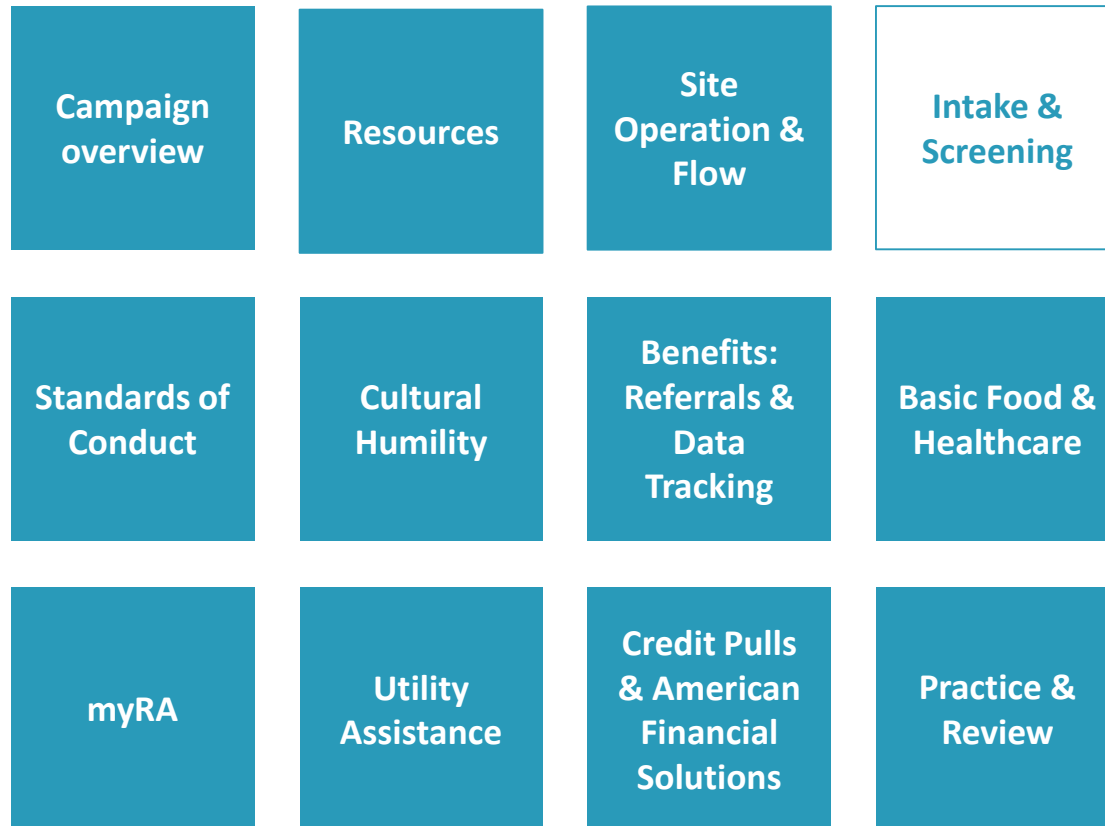 Campaign
overview
Resources
Site
Operation &
Flow
Intake &
Screening
Standards of
Conduct
Cultural
Humility
Benefits:
Referrals &
Data
Tracking
Basic Food &
Healthcare
myRA
Utility
Assistance
Credit Pulls
& American
Financial
Solutions
Practice &
Review